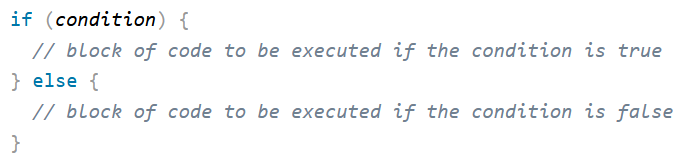 if (condition) {
  // block of code to be executed if the condition is true
} else {
  // block of code to be executed if the condition is false
}